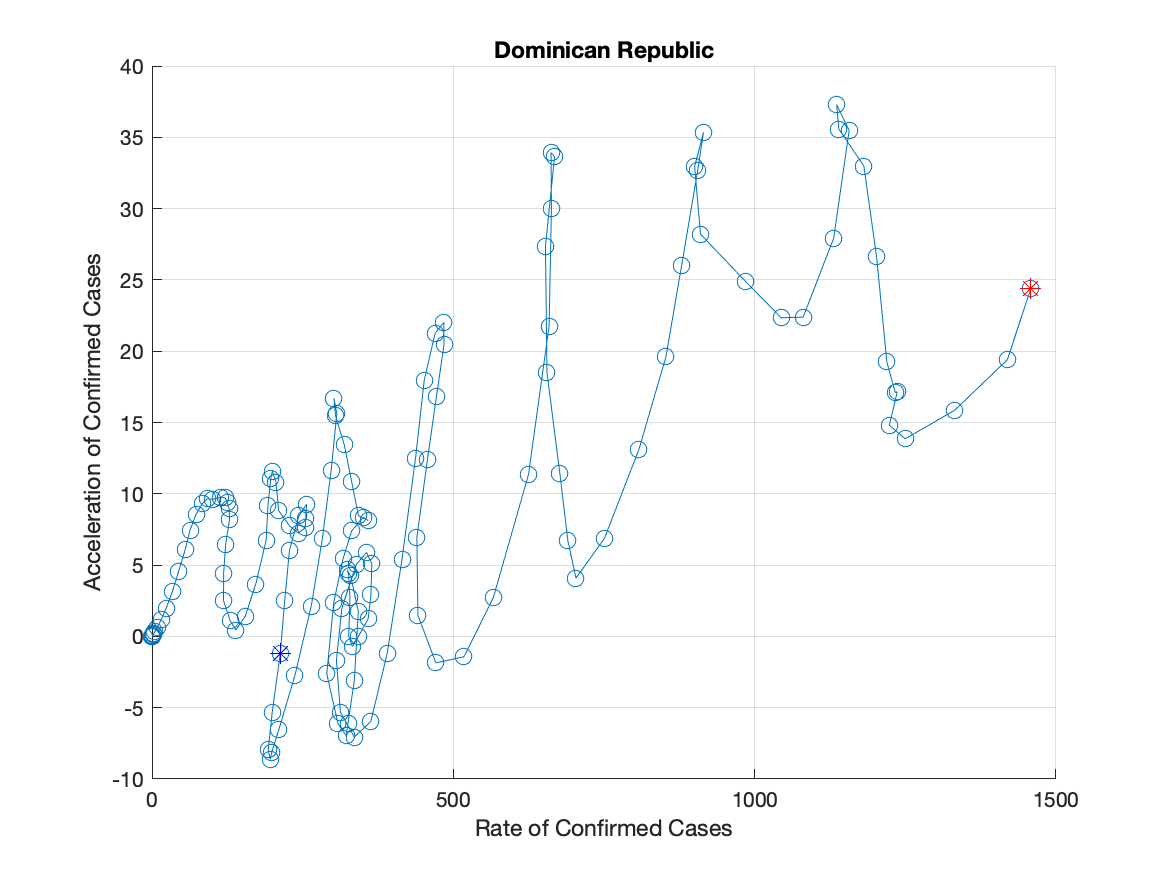 Dominican Republic
40
35
30
25
20
15
10
5
0
-5
-10
Acceleration of Confirmed Cases
0 500 1000 1500
Rate of Confirmed Cases